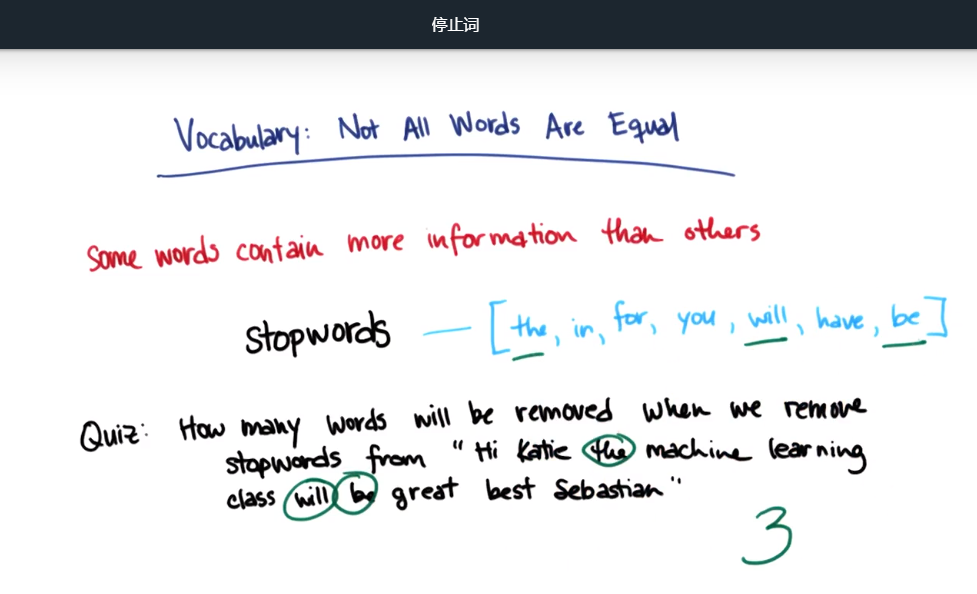 停止词
Vocabulary: Not All Words Are Equal
Some words contain more information than others
stopwords — [the, in, for, you, will, have, be]
Quiz: How many words will be removed when we remove
stopwords from "Hi Katie the machine learning
class will be great best Sebastian"
3